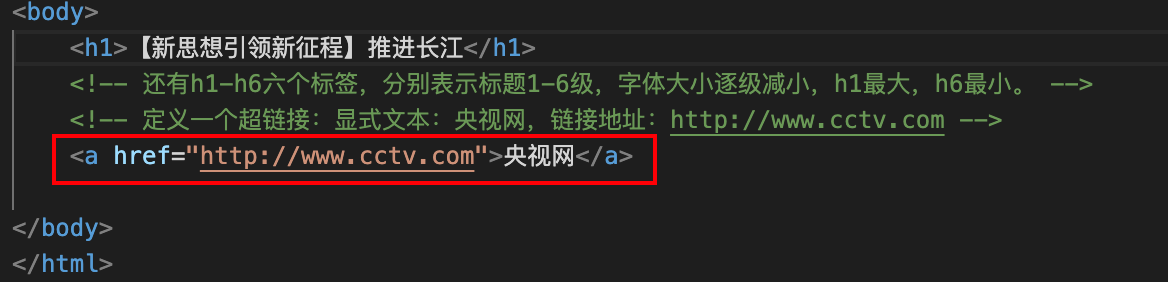 <body>
<h1>【新思想引领新征程】推进长江</h1>
<!-- 还有h1-h6六个标签，分别表示标题1-6级，字体大小逐级减小，h1最大，h6最小。 -->
<!-- 定义一个超链接：显式文本：央视网，链接地址：http://www.cctv.com -->
<a href="http://www.cctv.com">央视网</a>
</body>
</html>